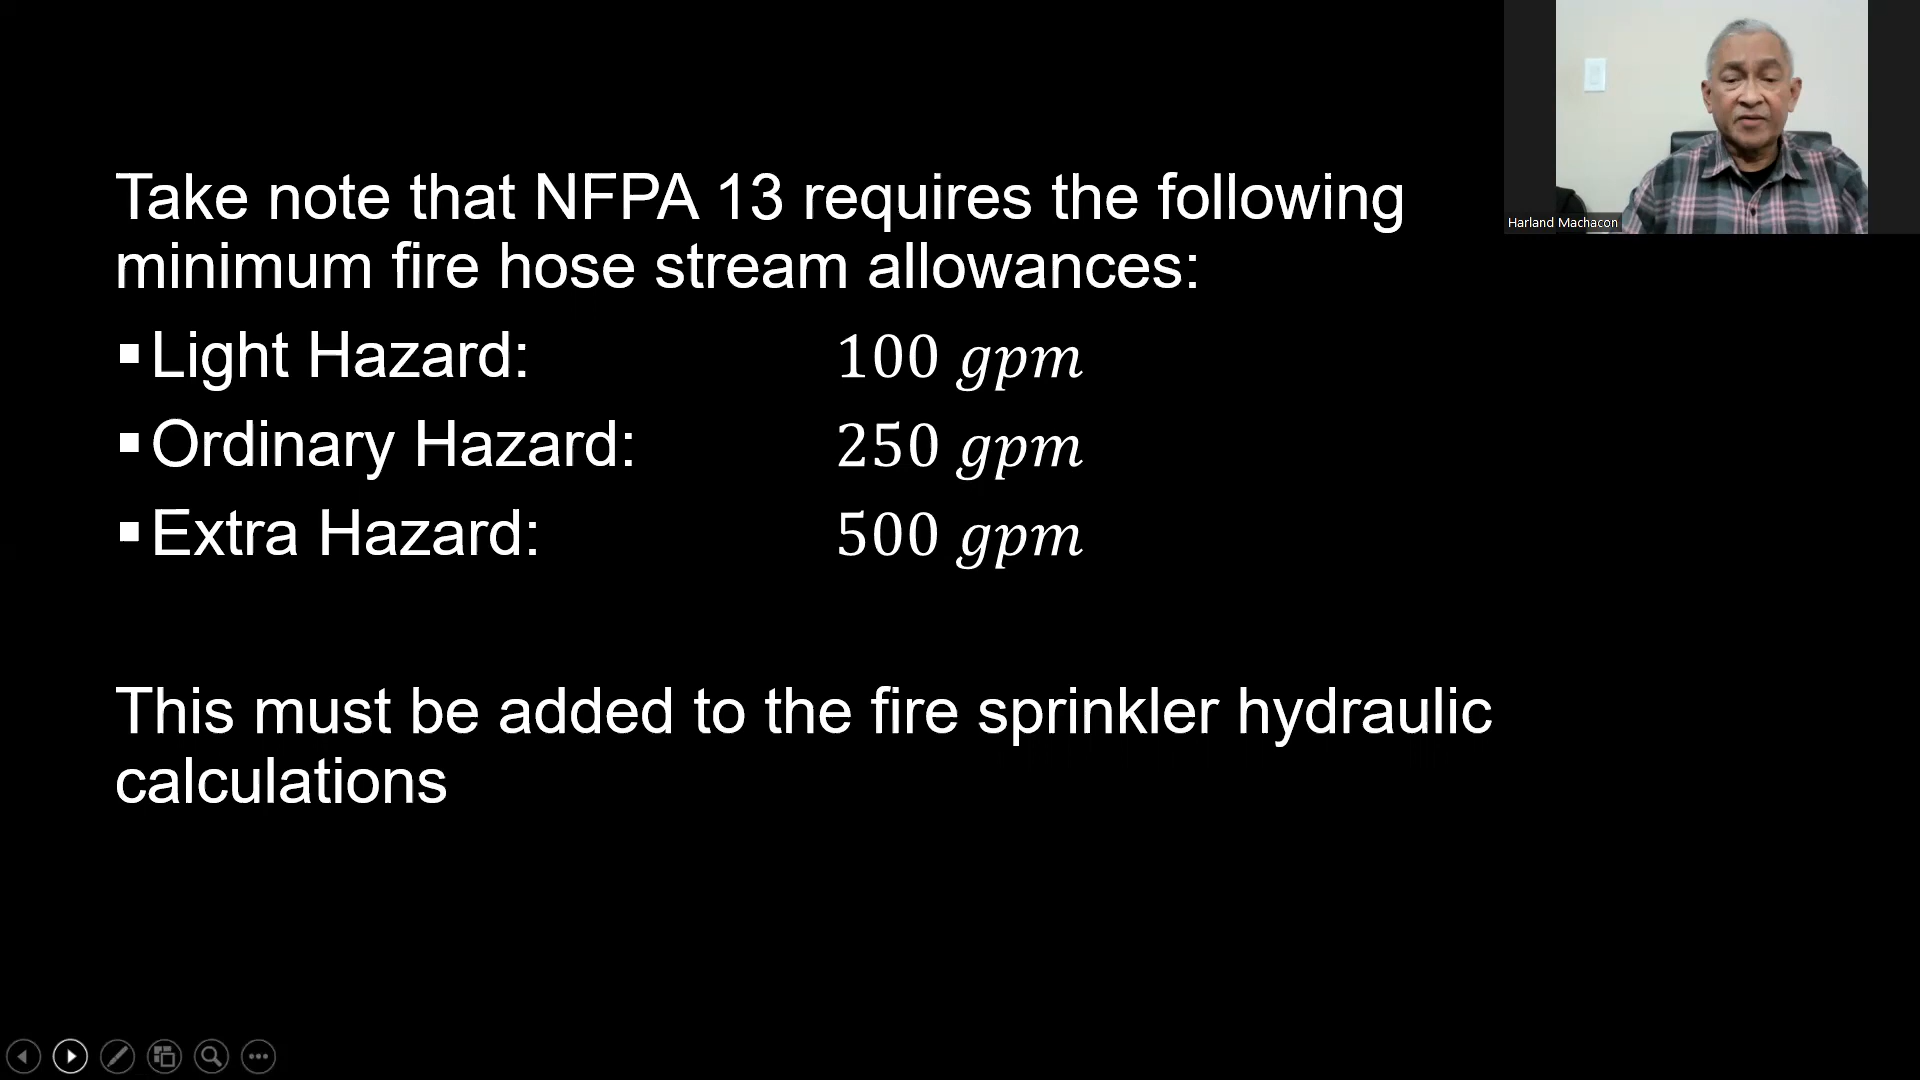 Take note that NFPA 13 requires the following
minimum fire hose stream allowances:
▪Light Hazard: 100 gpm
▪Ordinary Hazard: 250 gpm
▪Extra Hazard: 500 gpm
This must be added to the fire sprinkler hydraulic
calculations
Harland Machacon